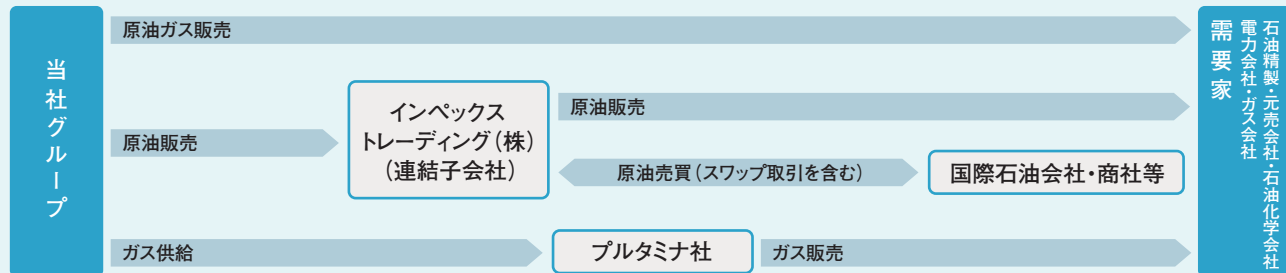 当社グループ
原油ガス販売
原油販売
インペックス
トレーディング(株)
(連結子会社)
原油販売
原油売買(スワップ取引を含む)
国際石油会社・商社等
ガス供給
プルタミナ社
ガス販売
需要家
石油精製・元売会社・石油化学会社
電力会社・ガス会社